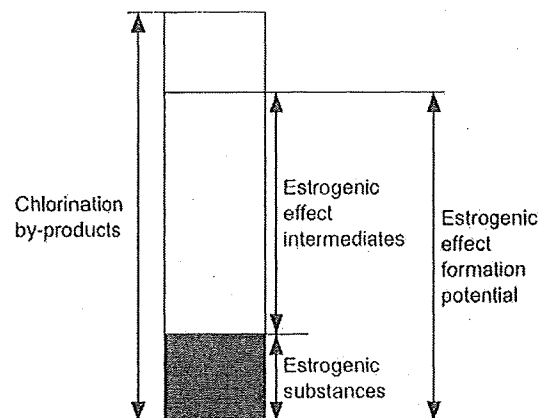 Chlorination
by-products
Estrogenic
effect
intermediates
Estrogenic
effect
formation
potential
Estrogenic
substances